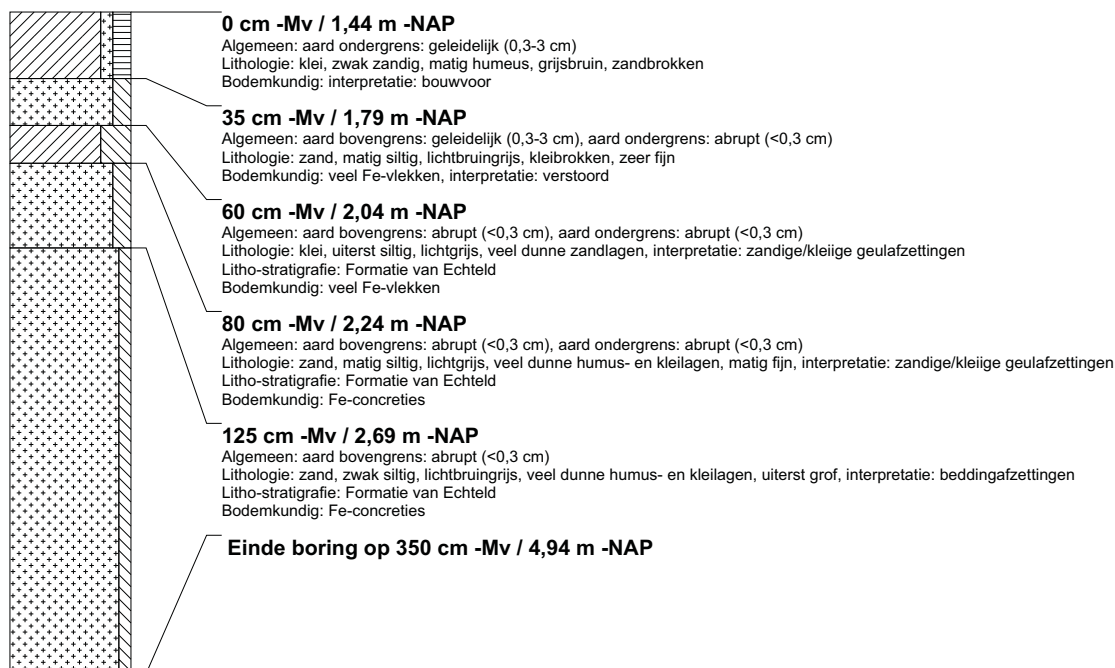 0 cm -Mv / 1,44 m -NAP
Algemeen: aard ondergrens: geleidelijk (0,3-3 cm)
Lithologie: klei, zwak zandig, matig humeus, grijsbruin, zandbrokken
Bodemkundig: interpretatie: bouwvoor
35 cm -Mv / 1,79 m -NAP
Algemeen: aard bovengrens: geleidelijk (0,3-3 cm), aard ondergrens: abrupt (<0,3 cm)
Lithologie: zand, matig siltig, lichtbruingrijs, kleibrokken, zeer fijn
Bodemkundig: veel Fe-vlekken, interpretatie: verstoord
60 cm -Mv / 2,04 m -NAP
Algemeen: aard bovengrens: abrupt (<0,3 cm), aard ondergrens: abrupt (<0,3 cm)
Lithologie: klei, uiterst siltig, lichtgrijs, veel dunne zandlagen, interpretatie: zandige/kleiige geulafzettingen
Litho-stratigrafie: Formatie van Echteld
Bodemkundig: veel Fe-vlekken
80 cm -Mv / 2,24 m -NAP
Algemeen: aard bovengrens: abrupt (<0,3 cm), aard ondergrens: abrupt (<0,3 cm)
Lithologie: zand, matig siltig, lichtgrijs, veel dunne humus- en kleilagen, matig fijn, interpretatie: zandige/kleiige geulafzettingen
Litho-stratigrafie: Formatie van Echteld
Bodemkundig: Fe-concreties
125 cm -Mv / 2,69 m -NAP
Algemeen: aard bovengrens: abrupt (<0,3 cm)
Lithologie: zand, zwak siltig, lichtbruingrijs, veel dunne humus- en kleilagen, uiterst grof, interpretatie: beddingafzettingen
Litho-stratigrafie: Formatie van Echteld
Bodemkundig: Fe-concreties
Einde boring op 350 cm -Mv / 4,94 m -NAP